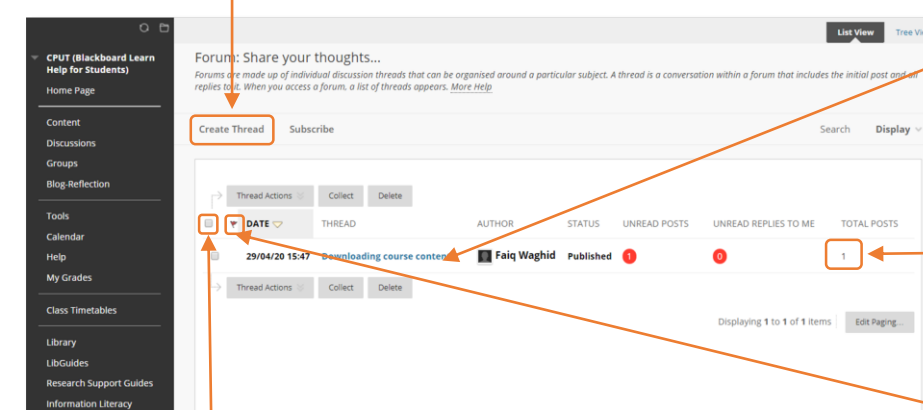 CPUT (Blackboard Learn
Help for Students)
Home Page
Content
Discussions
Groups
Blog-Reflection
Tools
Calendar
Help
My Grades
Class Timetables
Library
LibGuides
Research Support Guides
Information Literacy
List View Tree Vi
Forum: Share your thoughts...
Forums are made up of individual discussion threads that can be organised around a particular subject. A thread is a conversation within a forum that includes the initial post and all
replies to it. When you access a forum, a list of threads appears. More Help
Create Thread Subscribe Search Display
Thread Actions Collect Delete
DATE THREAD AUTHOR STATUS UNREAD POSTS UNREAD REPLIES TO ME TOTAL POSTS
29/04/20 15:47 Downloading course content Faiq Waghid Published 1 0 1
Thread Actions Collect Delete
Displaying 1 to 1 of 1 items Edit Paging...